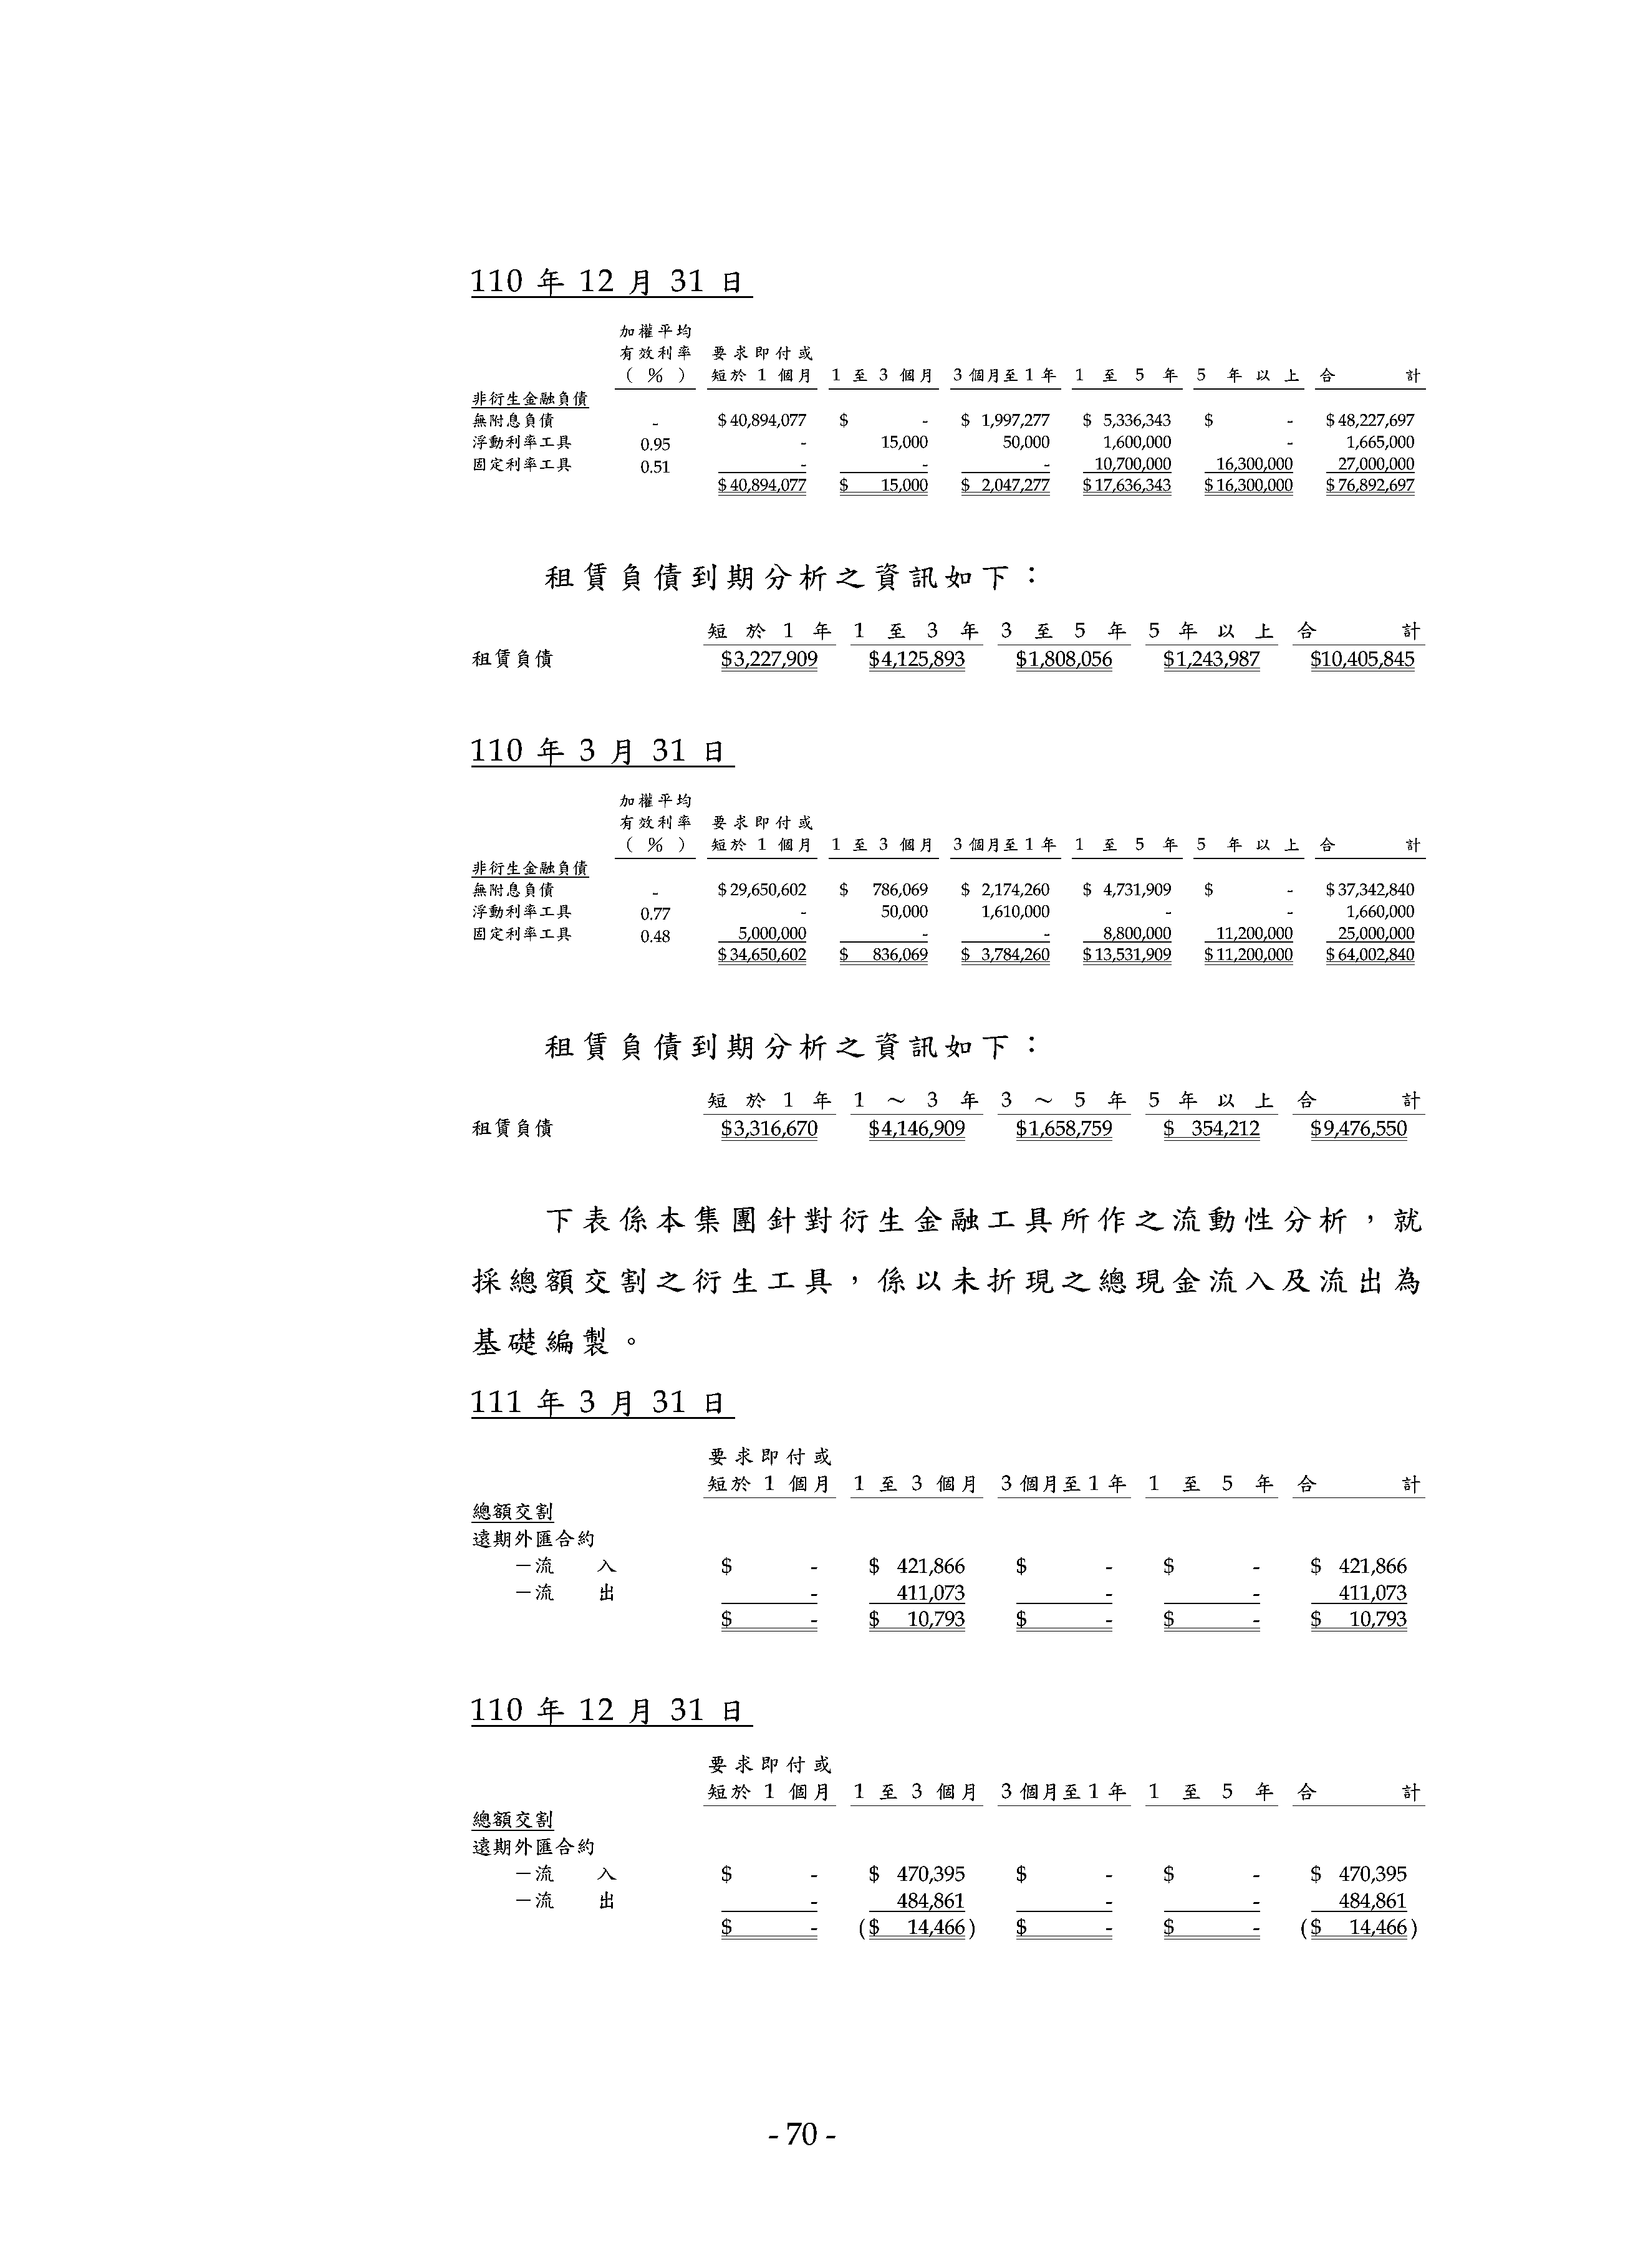 110 年 12 月 31 日
加權平均
有效利率 要求即付或
（ % ） 短於 1 個月 1 至 3 個月 3 個月至 1 年 1 至 5 年 5 年以上 合 計
非衍生金融負債
無附息負債 - $ 40,894,077 $ - $ 1,997,277 $ 5,336,343 $ - $ 48,227,697
浮動利率工具 0.95 - 15,000 50,000 1,600,000 - 1,665,000
固定利率工具 0.51 - - - 10,700,000 16,300,000 27,000,000
$ 40,894,077 $ 15,000 $ 2,047,277 $ 17,636,343 $ 16,300,000 $ 76,892,697
租賃負債到期分析之資訊如下：
短於 1 年 1 至 3 年 3 至 5 年 5 年以上 合 計
租賃負債 $3,227,909 $4,125,893 $1,808,056 $1,243,987 $10,405,845
110 年 3 月 31 日
加權平均
有效利率 要求即付或
（ % ） 短於 1 個月 1 至 3 個月 3 個月至 1 年 1 至 5 年 5 年以上 合 計
非衍生金融負債
無附息負債 - $ 29,650,602 $ 786,069 $ 2,174,260 $ 4,731,909 $ - $ 37,342,840
浮動利率工具 0.77 - 50,000 1,610,000 - - 1,660,000
固定利率工具 0.48 5,000,000 - - 8,800,000 11,200,000 25,000,000
$ 34,650,602 $ 836,069 $ 3,784,260 $ 13,531,909 $ 11,200,000 $ 64,002,840
租賃負債到期分析之資訊如下：
短於 1 年 1 ～ 3 年 3 ～ 5 年 5 年以上 合 計
租賃負債 $3,316,670 $4,146,909 $1,658,759 $ 354,212 $9,476,550
下表係本集團針對衍生金融工具所作之流動性分析，就
採總額交割之衍生工具，係以未折現之總現金流入及流出為
基礎編製。
111 年 3 月 31 日
要求即付或
短於 1 個月 1 至 3 個月 3 個月至 1 年 1 至 5 年 合 計
總額交割
遠期外匯合約
－流 入 $ - $ 421,866 $ - $ - $ 421,866
－流 出 - 411,073 - - 411,073
$ - $ 10,793 $ - $ - $ 10,793
110 年 12 月 31 日
要求即付或
短於 1 個月 1 至 3 個月 3 個月至 1 年 1 至 5 年 合 計
總額交割
遠期外匯合約
－流 入 $ - $ 470,395 $ - $ - $ 470,395
－流 出 - 484,861 - - 484,861
$ - ($ 14,466) $ - $ - ($ 14,466)
- 70 -